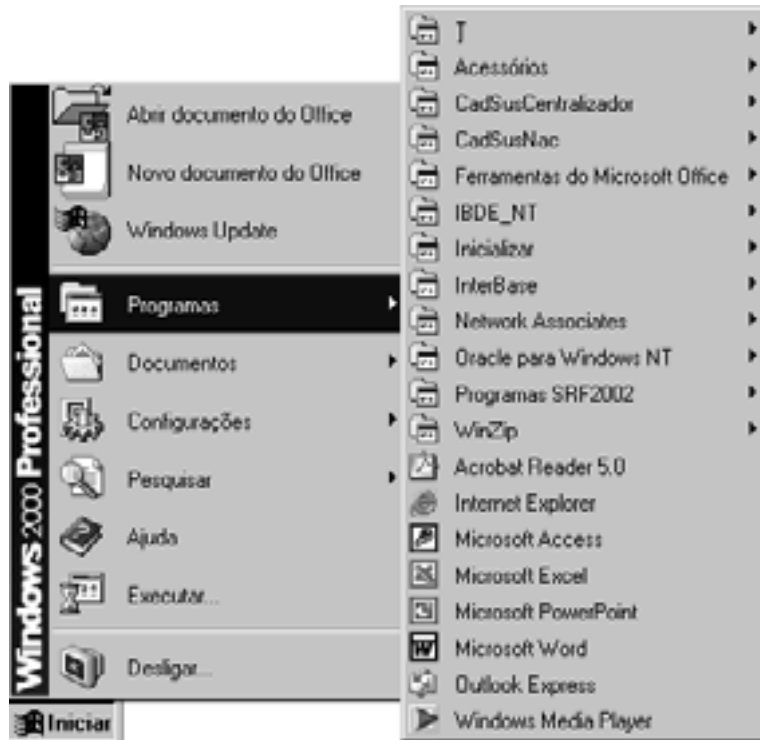 Abrir documento do Office
Novo documento do Office
Windows Update
Programas
Documentos
Configurações
Pesquisar
Ajuda
Executar...
Desligar...
Windows 2000 Professional
Iniciar
T
Acessórios
CadSusCentralizador
CadSusNac
Ferramentas do Microsoft Office
IBDE_NT
Inicializar
InterBase
Network Associates
Oracle para Windows NT
Programas SRF2002
WinZip
Acrobat Reader 5.0
Internet Explorer
Microsoft Access
Microsoft Excel
Microsoft PowerPoint
Microsoft Word
Outlook Express
Windows Media Player